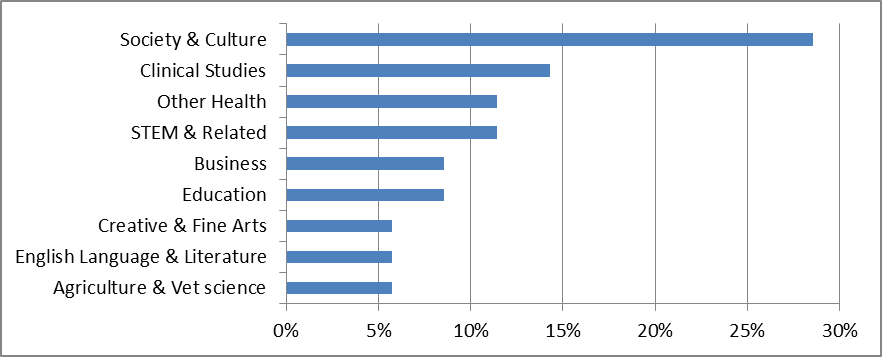 Society & Culture
Clinical Studies
Other Health
STEM & Related
Business
Education
Creative & Fine Arts
English Language & Literature
Agriculture & Vet science
0% 5% 10% 15% 20% 25% 30%